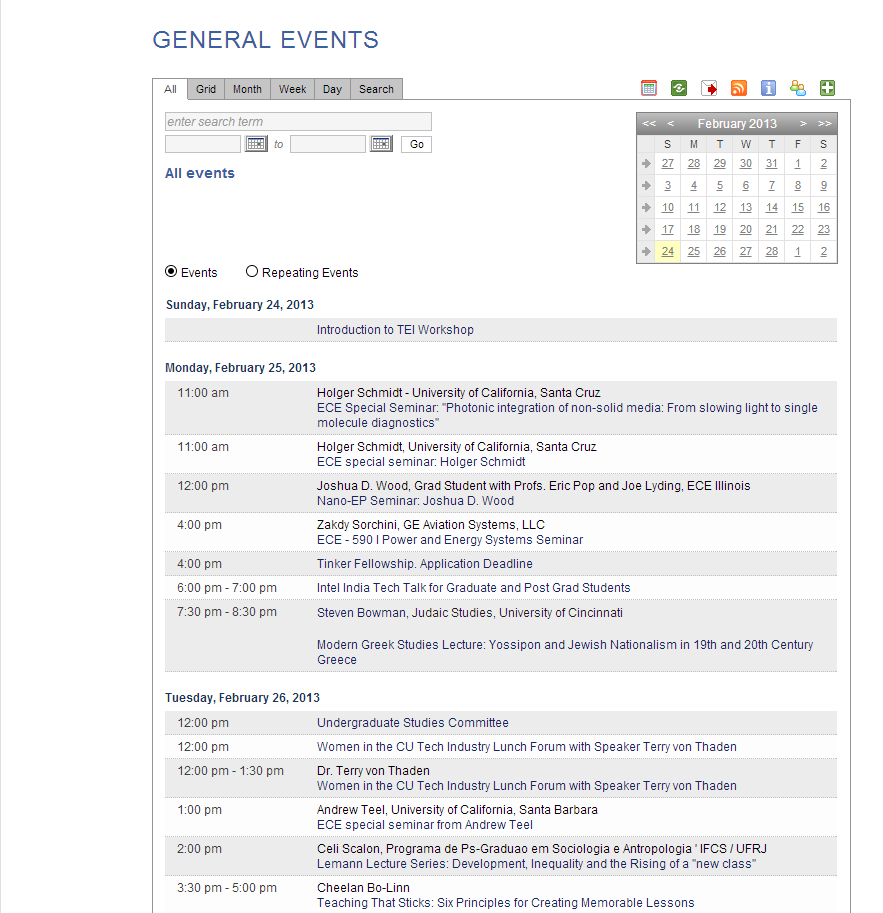 GENERAL EVENTS
All Grid Month Week Day Search
enter search term
to Go
All events
<< < February 2013 > >>
S M T W T F S
27 28 29 30 31 1 2
3 4 5 6 7 8 9
10 11 12 13 14 15 16
17 18 19 20 21 22 23
24 25 26 27 28 1 2
Events Repeating Events
Sunday, February 24, 2013
Introduction to TEI Workshop
Monday, February 25, 2013
11:00 am Holger Schmidt - University of California, Santa Cruz
ECE Special Seminar: "Photonic integration of non-solid media: From slowing light to single
molecule diagnostics"
11:00 am Holger Schmidt, University of California, Santa Cruz
ECE special seminar: Holger Schmidt
12:00 pm Joshua D. Wood, Grad Student with Profs. Eric Pop and Joe Lyding, ECE Illinois
Nano-EP Seminar: Joshua D. Wood
4:00 pm Zakdy Sorchini, GE Aviation Systems, LLC
ECE - 590 I Power and Energy Systems Seminar
4:00 pm Tinker Fellowship. Application Deadline
6:00 pm - 7:00 pm Intel India Tech Talk for Graduate and Post Grad Students
7:30 pm - 8:30 pm Steven Bowman, Judaic Studies, University of Cincinnati
Modern Greek Studies Lecture: Yossipon and Jewish Nationalism in 19th and 20th Century
Greece
Tuesday, February 26, 2013
12:00 pm Undergraduate Studies Committee
12:00 pm Women in the CU Tech Industry Lunch Forum with Speaker Terry von Thaden
12:00 pm - 1:30 pm Dr. Terry von Thaden
Women in the CU Tech Industry Lunch Forum with Speaker Terry von Thaden
1:00 pm Andrew Teel, University of California, Santa Barbara
ECE special seminar from Andrew Teel
2:00 pm Celi Scalon, Programa de Ps-Graduao em Sociologia e Antropologia ' IFCS / UFRJ
Lemann Lecture Series: Development, Inequality and the Rising of a "new class"
3:30 pm - 5:00 pm Cheelan Bo-Linn
Teaching That Sticks: Six Principles for Creating Memorable Lessons